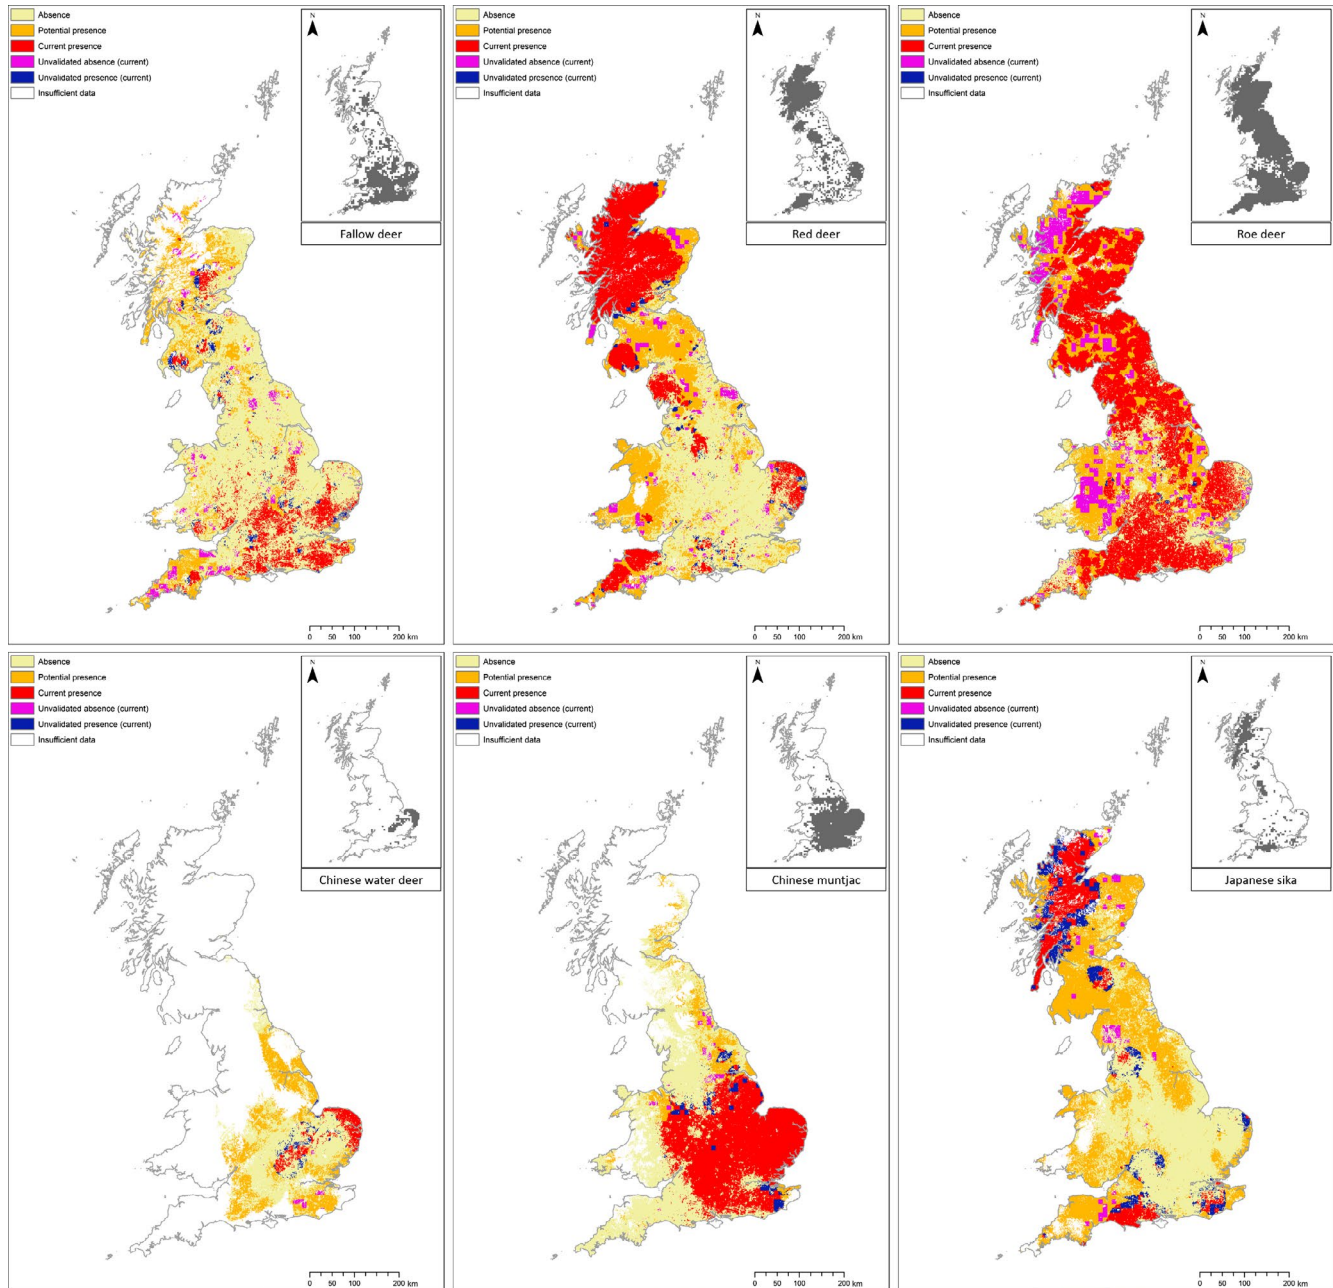 Absence
Potential presence
Current presence
Unvalidated absence (current)
Unvalidated presence (current)
Insufficient data
N
Fallow deer
0 50 100 200 km
Absence
Potential presence
Current presence
Unvalidated absence (current)
Unvalidated presence (current)
Insufficient data
N
Red deer
0 50 100 200 km
Absence
Potential presence
Current presence
Unvalidated absence (current)
Unvalidated presence (current)
Insufficient data
N
Roe deer
0 50 100 200 km
Absence
Potential presence
Current presence
Unvalidated absence (current)
Unvalidated presence (current)
Insufficient data
N
Chinese water deer
0 50 100 200 km
Absence
Potential presence
Current presence
Unvalidated absence (current)
Unvalidated presence (current)
Insufficient data
N
Chinese muntjac
0 50 100 200 km
Absence
Potential presence
Current presence
Unvalidated absence (current)
Unvalidated presence (current)
Insufficient data
N
Japanese sika
0 50 100 200 km